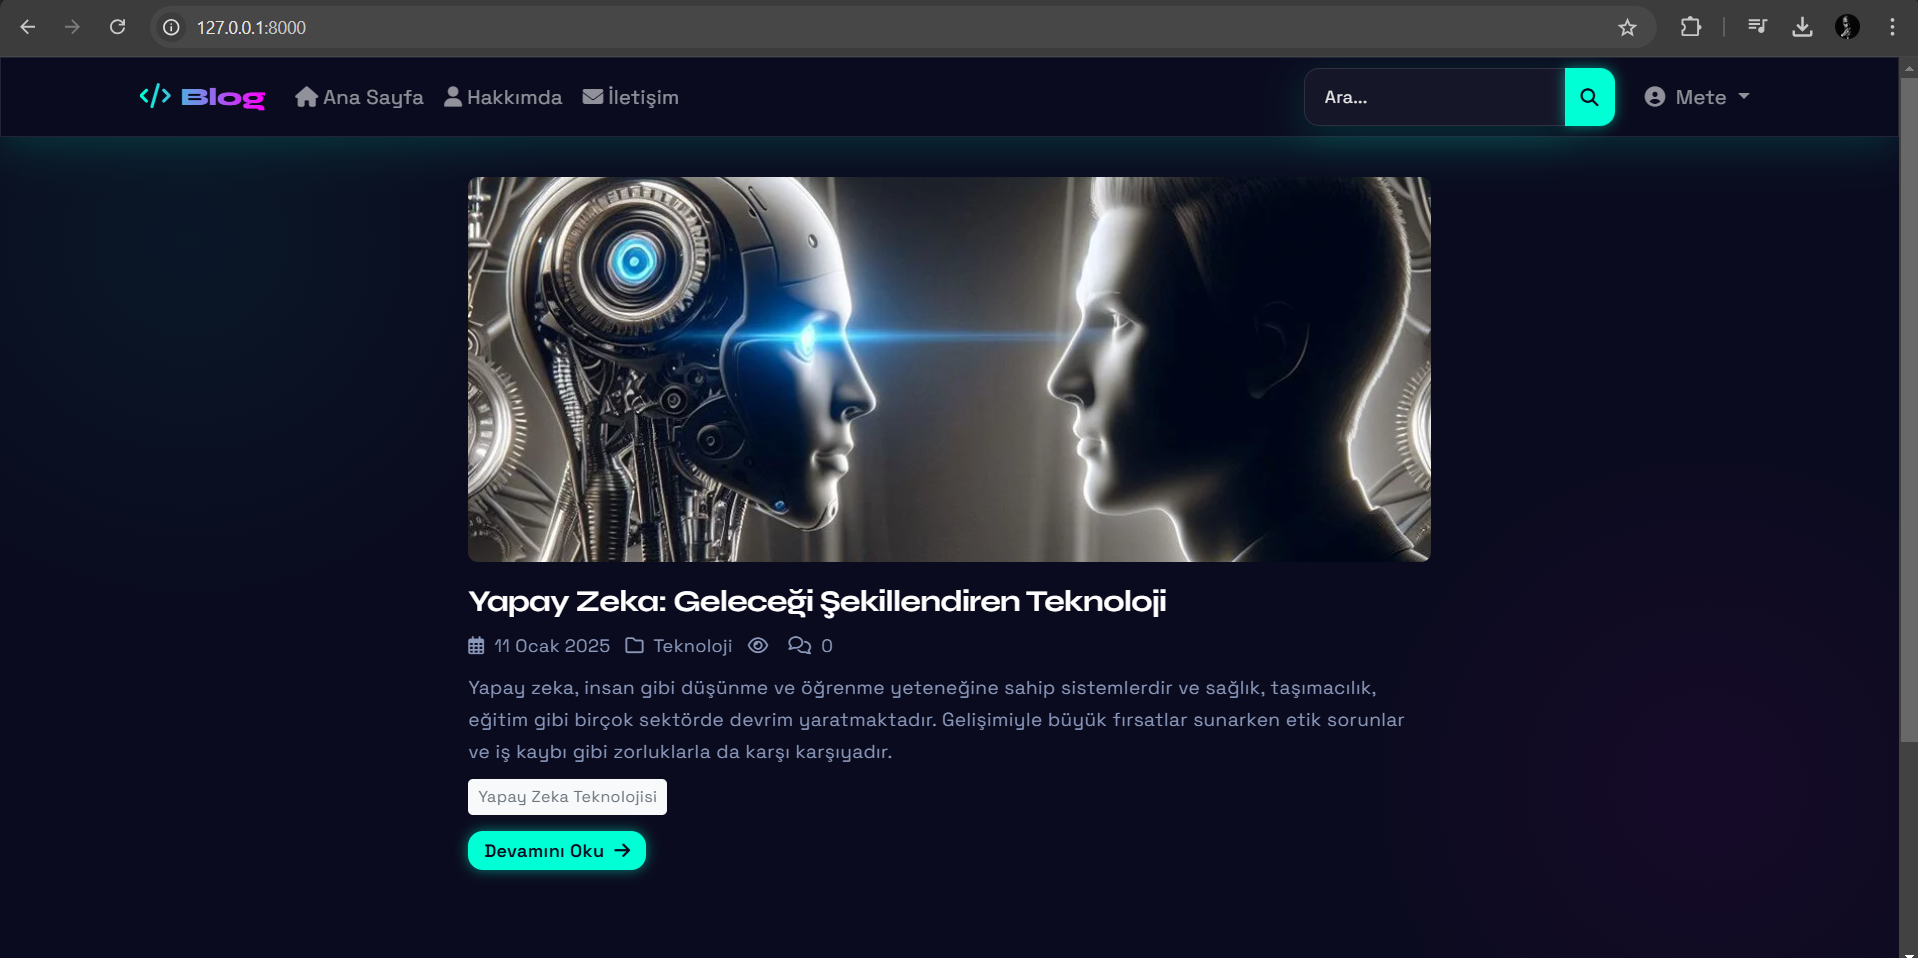 127.0.0.1:8000
</> Blog
Ana Sayfa
Hakkımda
İletişim
Ara...
Mete
Yapay Zeka: Geleceği Şekillendiren Teknoloji
11 Ocak 2025 Teknoloji 0
Yapay zeka, insan gibi düşünme ve öğrenme yeteneğine sahip sistemlerdir ve sağlık, taşımacılık,
eğitim gibi birçok sektörde devrim yaratmaktadır. Gelişimiyle büyük fırsatlar sunarken etik sorunlar
ve iş kaybı gibi zorluklarla da karşı karşıyadır.
Yapay Zeka Teknolojisi
Devamını Oku →